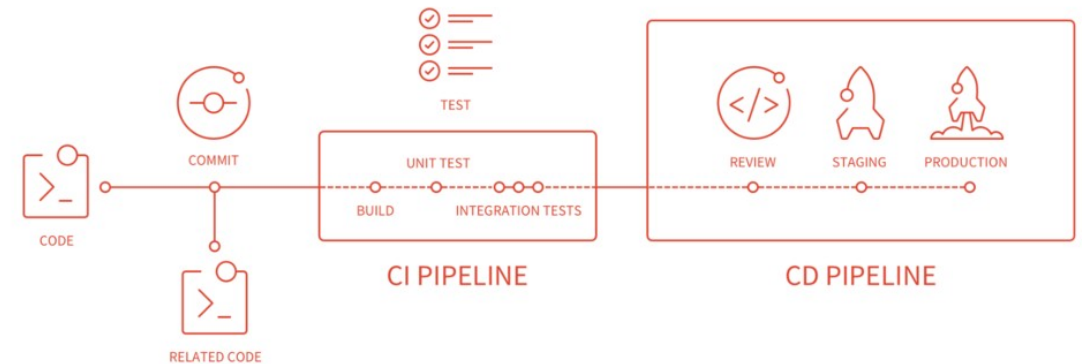 TEST
COMMIT
UNIT TEST
REVIEW
STAGING
PRODUCTION
BUILD
INTEGRATION TESTS
CODE
CI PIPELINE
CD PIPELINE
RELATED CODE